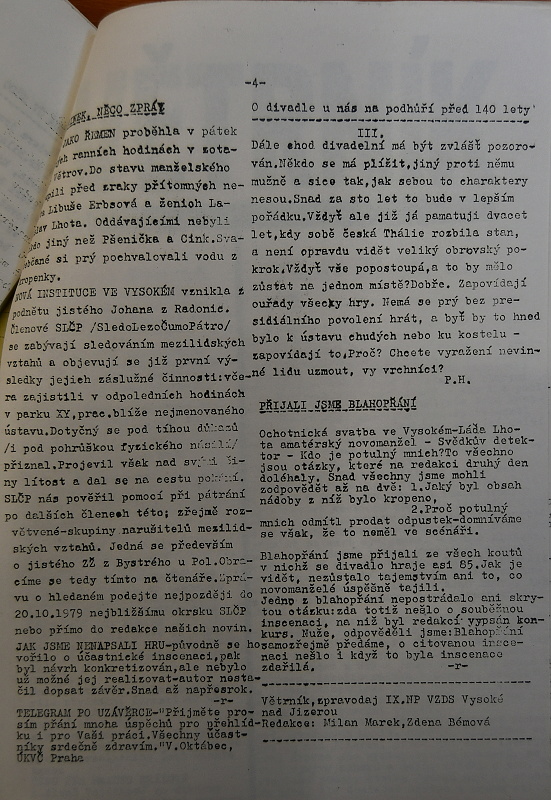 -4-
NĚCO ZPRÁV
JAKO ŘEMEN proběhla v pátek
ranních hodinách v zota-
Větrov. Do stavu manželského
před zraky přítomných ne-
Libuše Erbsová a ženich La-
Lhota. Oddávajícími nebyli
jiný než Pšenička a Cink. Sva-
si prý pochvalovali vodu z
kropenky.
NOVÁ INSTITUCE VE VYSOKÉM vznikla z
podnětu jistého Johana z Radonic.
Členové SLČP /SledoLezoČumoPátro/
se zabývají sledováním mezilidských
vztahů a objevují se již první vý-
sledky jejich záslužné činnosti:vče-
ra zajistili v odpoledních hodinách
v parku XY,prac.blíže nejmenovaného
ústavu.Dotyčný se pod tíhou důkazů
/i pod pohrůškou fyzického násilí/
přiznal.Projevil však nad svými či-
ny lítost a dal se na cestu pokání.
SLČP nás pověřil pomocí při pátrání
po dalších členech této; zřejmě roz-
větvené-skupiny narušitelů mezilid-
ských vztahů. Jedná se především
o jistého ZŽ z Bystrého u Pol.Obra-
címe se tedy tímto na čtenáře.Zprá-
vu o hledaném podejte nejpozději do
20.10.1979 nejbližšímu okrsku SLČP
nebo přímo do redakce našich novin.
JAK JSME NENAPSALI HRU-původně se ho-
vořilo o účastnické inscenaci,pak
byl návrh konkretizován,ale nebylo
už možné jej realizovat-autor nesta-
čil dopsat závěr.Snad až napřesrok.
-r-
TELEGRAM PO UZÁVĚRCE-"Přijměte pro-
sím přání mnoha úspěchů pro přehlíd-
ku i pro Vaši práci.Všechny účast-
níky srdečně zdravím."V.Oktábec,
ÚKVČ Praha
O divadle u nás na podhůří před 140 lety
III.
Dále chod divadelní má být zvlášť pozoro-
ván.Někdo se má plížit,jiný proti němu
mužně a sice tak,jak sebou to charaktery
nesou.Snad za sto let to bude v lepším
pořádku.Vždyť ale již já pamatuji dvacet
let,kdy sobě česká Thálie rozbila stan,
a není opravdu vidět veliký obrovský po-
krok.Vždyť vše popostoupá,a to by mělo
zůstat na jednom místě?Dobře. Zapovídají
ouřady všecky hry. Nemá se prý bez pre-
sidiálního povolení hrát, a byť by to hned
bylo k ústavu chudých nebo ku kostelu -
zapovídají to.Proč? Chcete vyražení nevin-
né lidu uzmout, vy vrchníci?
P.H.
PŘIJALI JSME BLAHOPŘÁNÍ
Ochotnická svatba ve Vysokém-Láďa Lho-
ta amatérský novomanžel - Svědkův detek-
tor - Kdo je potulný mnich?To všechno
jsou otázky, které na redakci druhý den
doléhaly. Snad všechny jsme mohli
zodpovědět až na dvě: 1.Jaký byl obsah
nádoby z níž bylo kropeno,
2.Proč potulný
mnich odmítl prodat odpustek-domníváme
se však, že to neměl ve scénáři.
Blahopřání jsme přijali ze všech koutů
v nichž se divadlo hraje asi 85.Jak je
vidět, nezůstalo tajemstvím ani to, co
novomanželé úspěšně tajili.
Jedno z blahopřání nepostrádalo ani skry-
tou otázku:zda totiž nešlo o souběžnou
inscenaci, na niž byl redakcí vypsán kon-
kurs. Nuže, odpověděli jsme:Blahopřání
samozřejmě předáme, o citovanou insce-
naci nešlo i když to byla inscenace
zdařilá.
-r-
Větrník,zpravodaj IX.NP VZDS Vysoké
nad Jizerou
Redakce: Milan Marek,Zdena Bémová